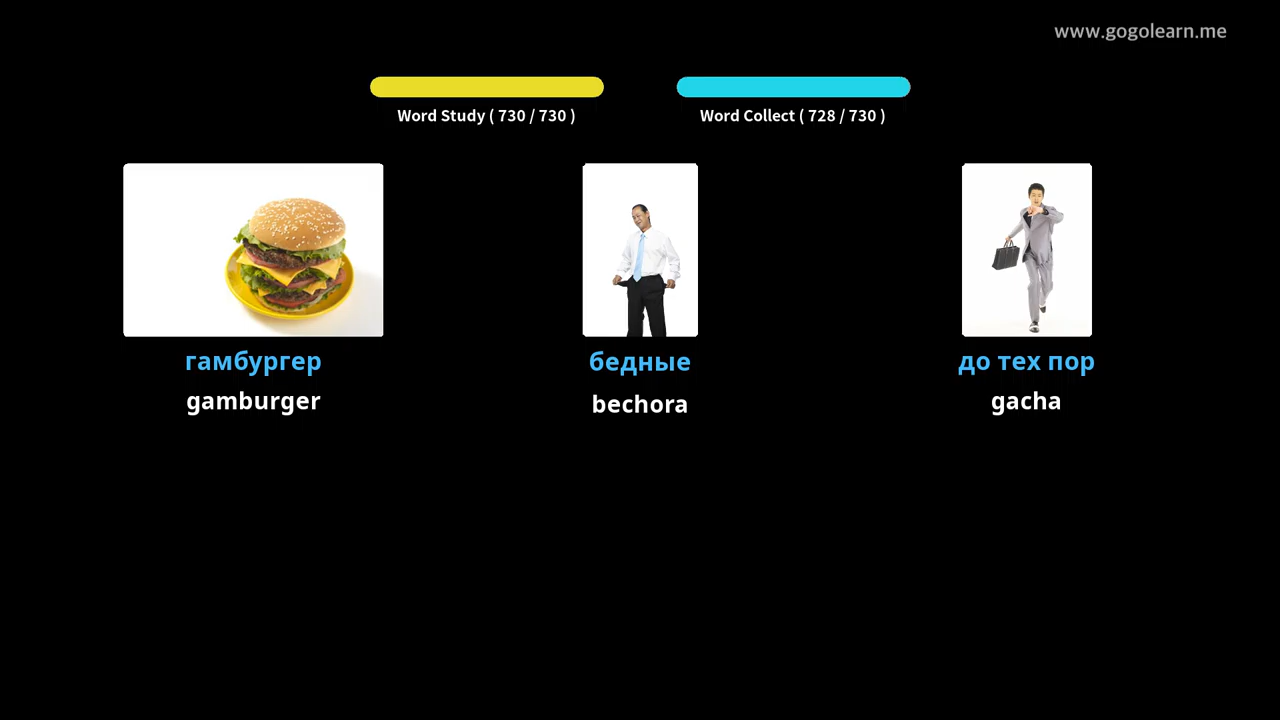 www.gogolearn.me
Word Study ( 730 / 730 )
Word Collect ( 728 / 730 )
гамбургер
бедные
до тех пор
gamburger
bechora
gacha